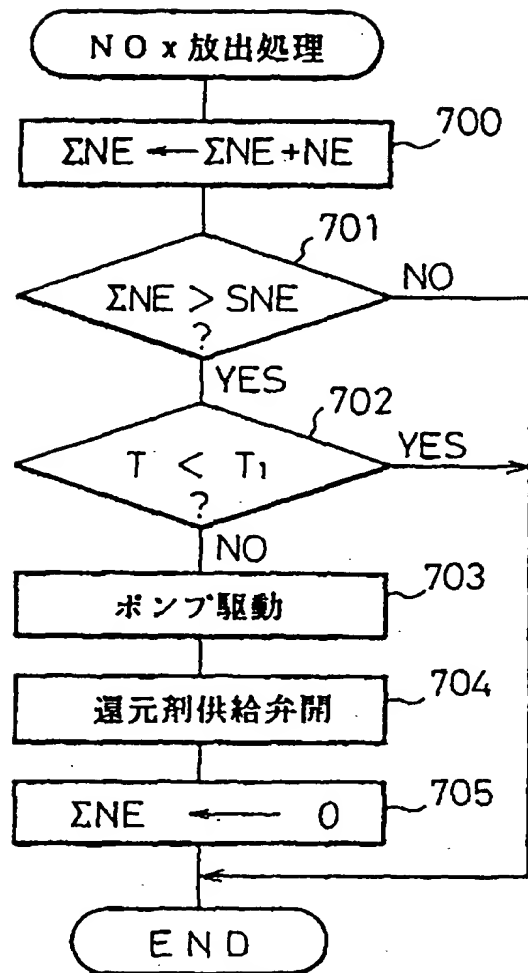 NOx放出処理
700
ΣNE ← ΣNE+NE
701
ΣNE > SNE
?
NO
YES
702
T < T₁
?
YES
NO
703
ポンプ駆動
704
還元剤供給弁開
705
ΣNE ← 0
END